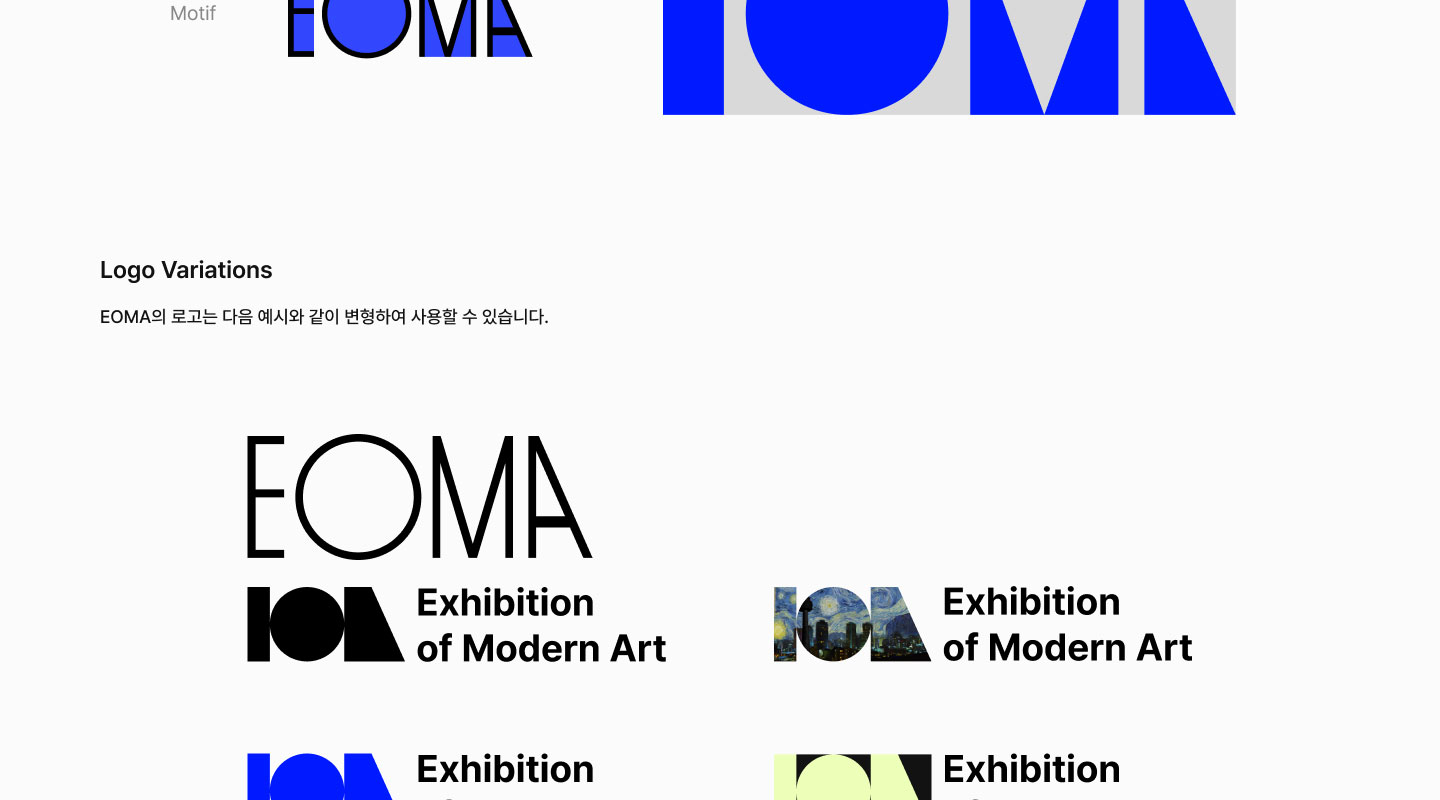 Motif
EOMA
Logo Variations
EOMA의 로고는 다음 예시와 같이 변형하여 사용할 수 있습니다.
EOMA
Exhibition
of Modern Art
Exhibition
of Modern Art
Exhibition
Exhibition